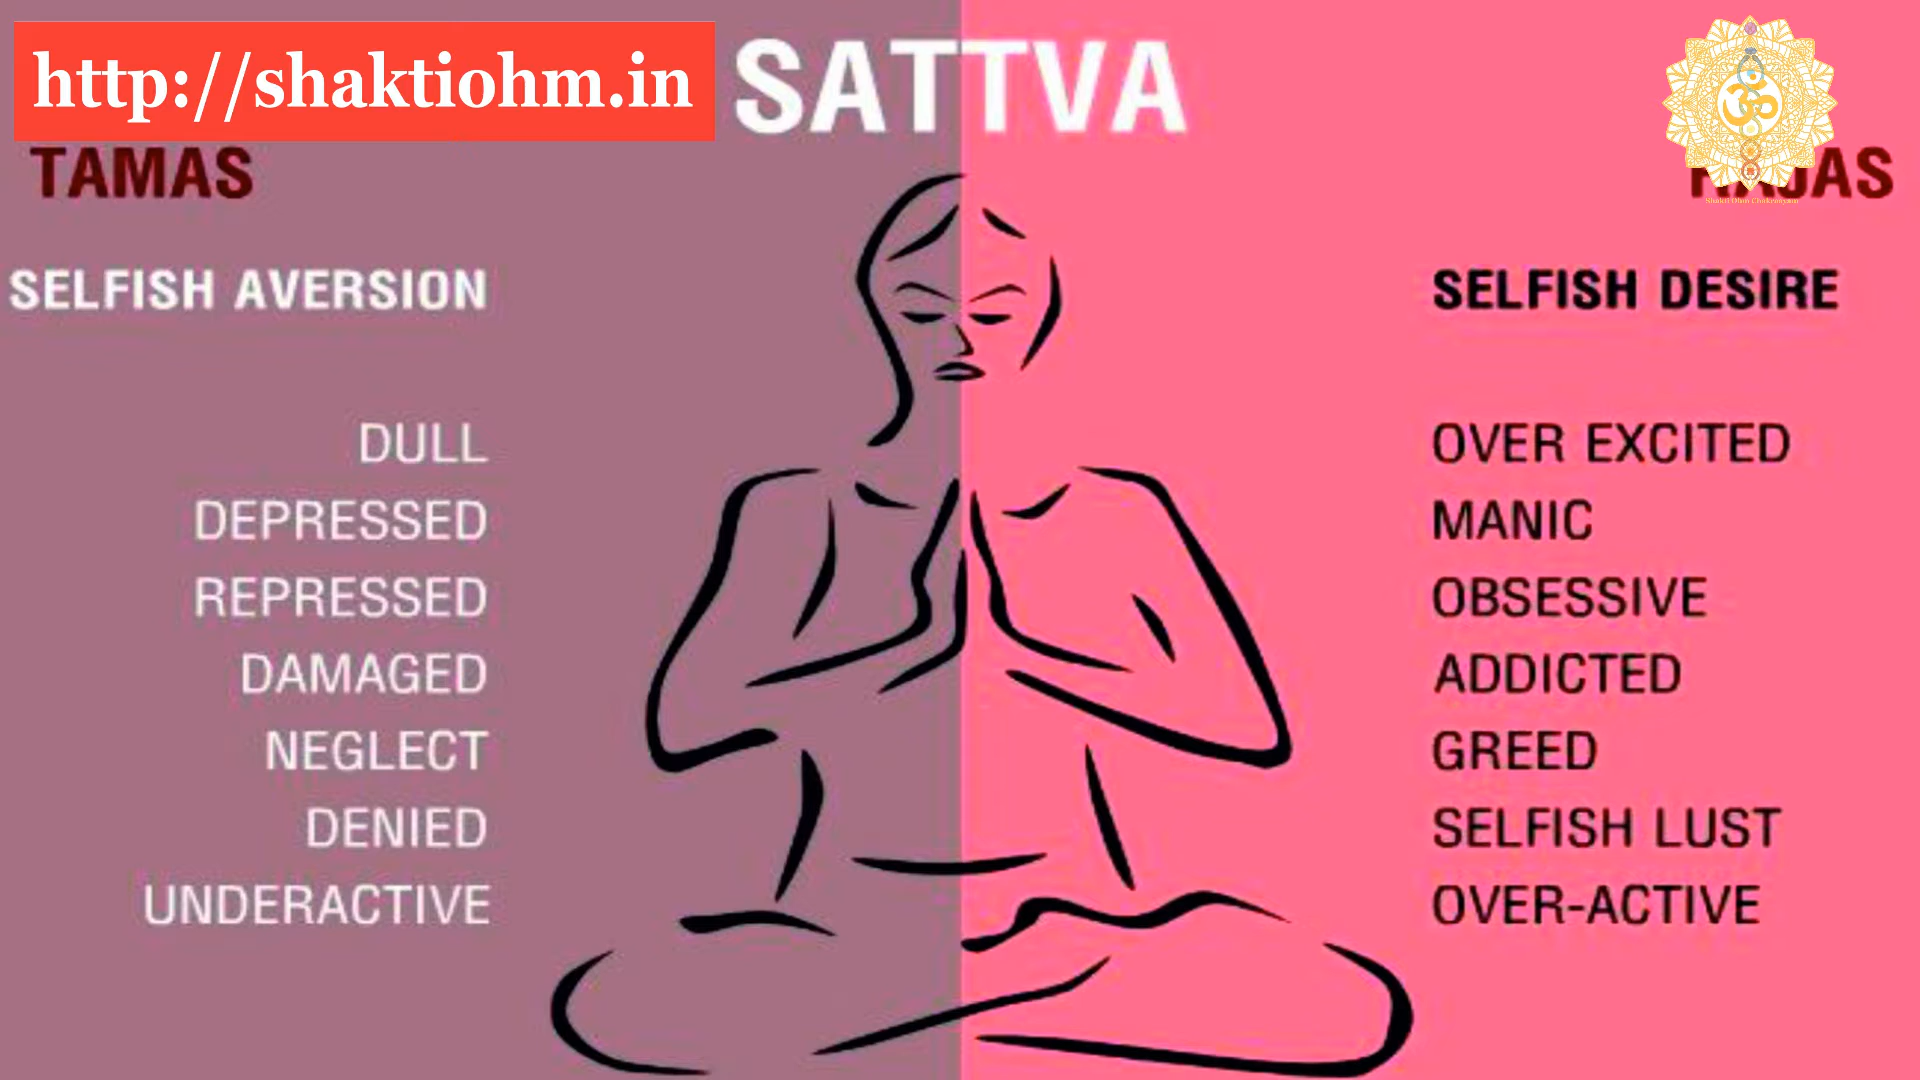 http://shaktiohm.in
SATTVA
TAMAS
RAJAS
SELFISH AVERSION
SELFISH DESIRE
DULL
DEPRESSED
REPRESSED
DAMAGED
NEGLECT
DENIED
UNDERACTIVE
OVER EXCITED
MANIC
OBSESSIVE
ADDICTED
GREED
SELFISH LUST
OVER-ACTIVE